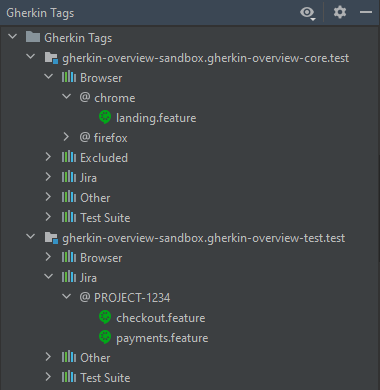 Gherkin Tags
Gherkin Tags
gherkin-overview-sandbox.gherkin-overview-core.test
Browser
@ chrome
landing.feature
@ firefox
Excluded
Jira
Other
Test Suite
gherkin-overview-sandbox.gherkin-overview-test.test
Browser
Jira
@ PROJECT-1234
checkout.feature
payments.feature
Other
Test Suite